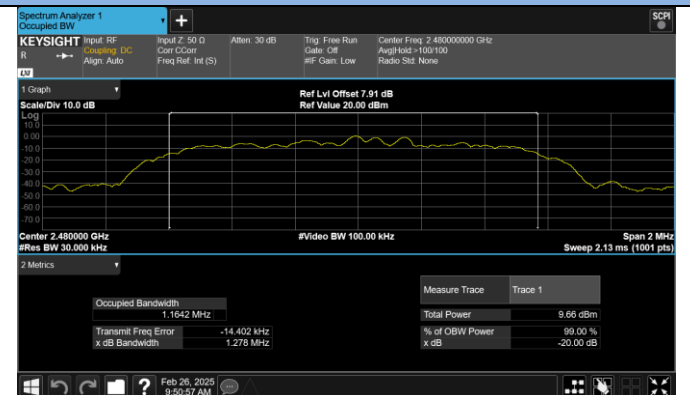 Spectrum Analyzer 1
Occupied BW
SCPI
KEYSIGHT
R
LXI
Input: RF
Coupling: DC
Align: Auto
Input Z: 50 Ω
Corr CCorr
Freq Ref: Int (S)
Atten: 30 dB
Trig: Free Run
Gate: Off
#IF Gain: Low
Center Freq: 2.480000000 GHz
Avg|Hold:>100/100
Radio Std: None
1 Graph
Scale/Div 10.0 dB
Ref Lvl Offset 7.91 dB
Ref Value 20.00 dBm
Log
10.0
0.00
-10.0
-20.0
-30.0
-40.0
-50.0
-60.0
-70.0
Center 2.480000 GHz
#Res BW 30.000 kHz
#Video BW 100.00 kHz
Span 2 MHz
Sweep 2.13 ms (1001 pts)
2 Metrics
Occupied Bandwidth
1.1642 MHz
Transmit Freq Error -14.402 kHz
x dB Bandwidth 1.278 MHz
Measure Trace Trace 1
Total Power 9.66 dBm
% of OBW Power 99.00 %
x dB -20.00 dB
?
Feb 26, 2025
9:50:57 AM